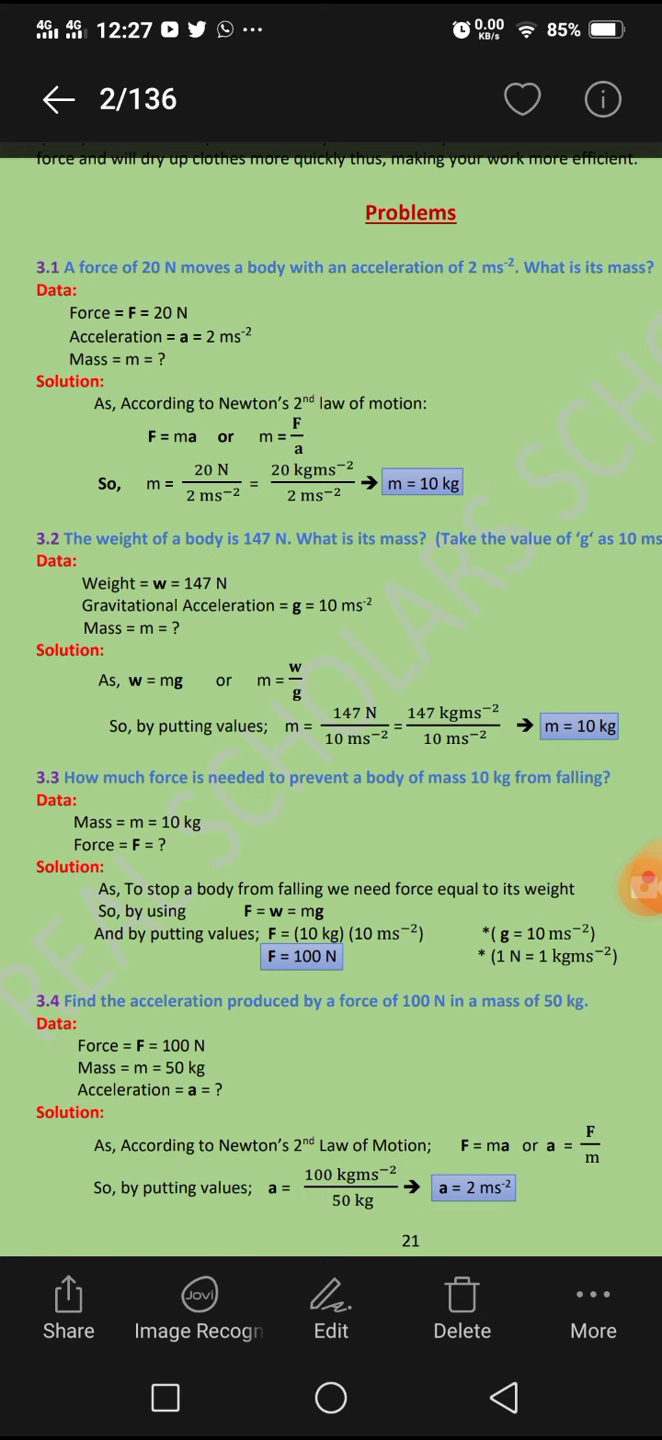 4G 4G 12:27 ... 0.00 KB/s 85%
2/136
force and will dry up clothes more quickly thus, making your work more efficient.
Problems
3.1 A force of 20 N moves a body with an acceleration of 2 ms⁻². What is its mass?
Data:
Force = F = 20 N
Acceleration = a = 2 ms⁻²
Mass = m = ?
Solution:
As, According to Newton's 2ⁿᵈ law of motion:
F = ma or m = F/a
So, m = 20 N / 2 ms⁻² = 20 kgms⁻² / 2 ms⁻² ➔ m = 10 kg
3.2 The weight of a body is 147 N. What is its mass? (Take the value of 'g' as 10 ms
Data:
Weight = w = 147 N
Gravitational Acceleration = g = 10 ms⁻²
Mass = m = ?
Solution:
As, w = mg or m = w/g
So, by putting values; m = 147 N / 10 ms⁻² = 147 kgms⁻² / 10 ms⁻² ➔ m = 10 kg
3.3 How much force is needed to prevent a body of mass 10 kg from falling?
Data:
Mass = m = 10 kg
Force = F = ?
Solution:
As, To stop a body from falling we need force equal to its weight
So, by using F = w = mg
And by putting values; F = (10 kg) (10 ms⁻²) *( g = 10 ms⁻²)
F = 100 N * (1 N = 1 kgms⁻²)
3.4 Find the acceleration produced by a force of 100 N in a mass of 50 kg.
Data:
Force = F = 100 N
Mass = m = 50 kg
Acceleration = a = ?
Solution:
As, According to Newton's 2ⁿᵈ Law of Motion; F = ma or a = F/m
So, by putting values; a = 100 kgms⁻² / 50 kg ➔ a = 2 ms⁻²
21
REAL SCHOLARS SCHO
Share Jovi Image Recogn Edit Delete More